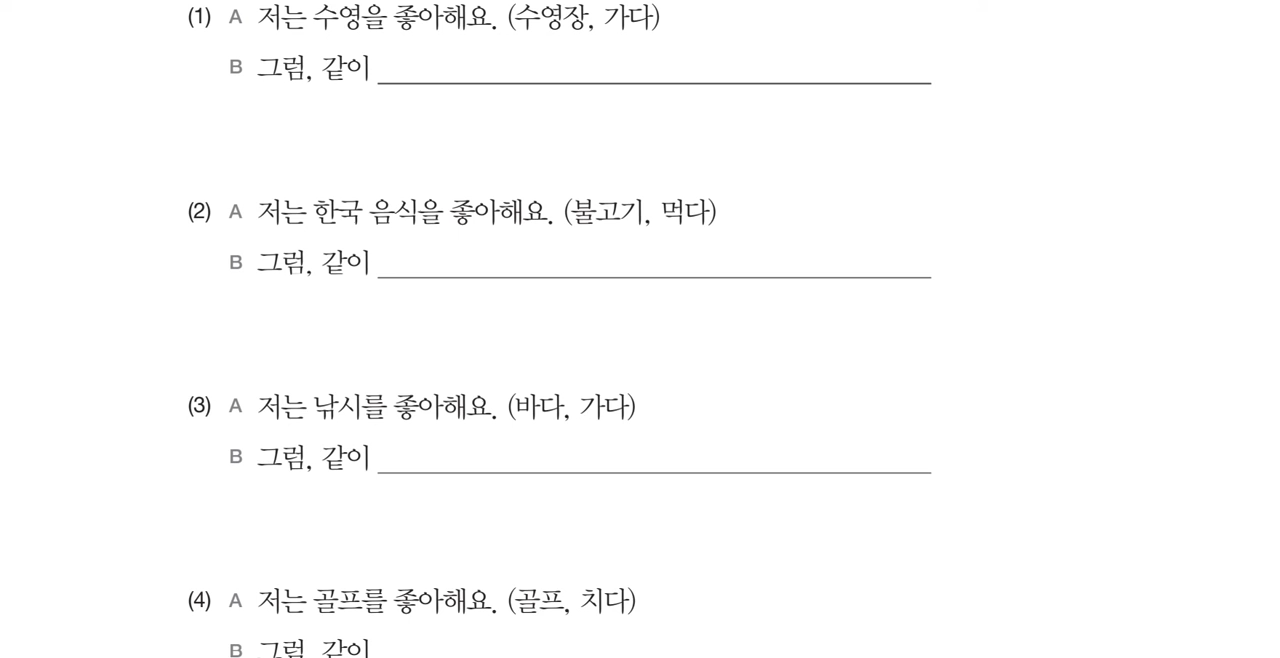 (1) A 저는 수영을 좋아해요. (수영장, 가다)
B 그럼, 같이
(2) A 저는 한국 음식을 좋아해요. (불고기, 먹다)
B 그럼, 같이
(3) A 저는 낚시를 좋아해요. (바다, 가다)
B 그럼, 같이
(4) A 저는 골프를 좋아해요. (골프, 치다)
B 그럼, 같이